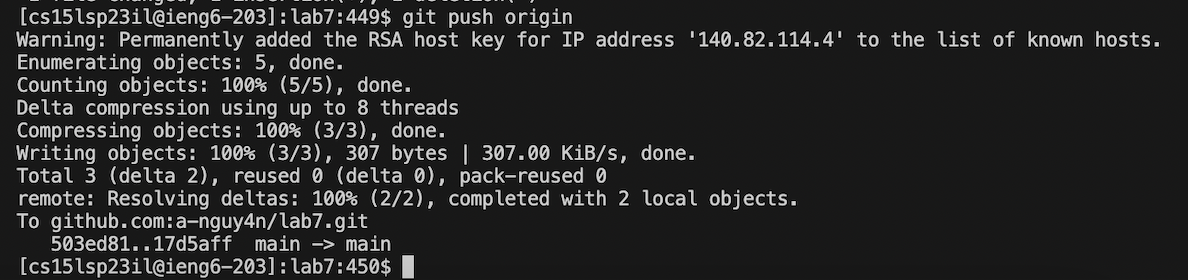 [cs15lsp23il@ieng6-203]:lab7:449$ git push origin
Warning: Permanently added the RSA host key for IP address '140.82.114.4' to the list of known hosts.
Enumerating objects: 5, done.
Counting objects: 100% (5/5), done.
Delta compression using up to 8 threads
Compressing objects: 100% (3/3), done.
Writing objects: 100% (3/3), 307 bytes | 307.00 KiB/s, done.
Total 3 (delta 2), reused 0 (delta 0), pack-reused 0
remote: Resolving deltas: 100% (2/2), completed with 2 local objects.
To github.com:a-nguy4n/lab7.git
   503ed81..17d5aff  main -> main
[cs15lsp23il@ieng6-203]:lab7:450$